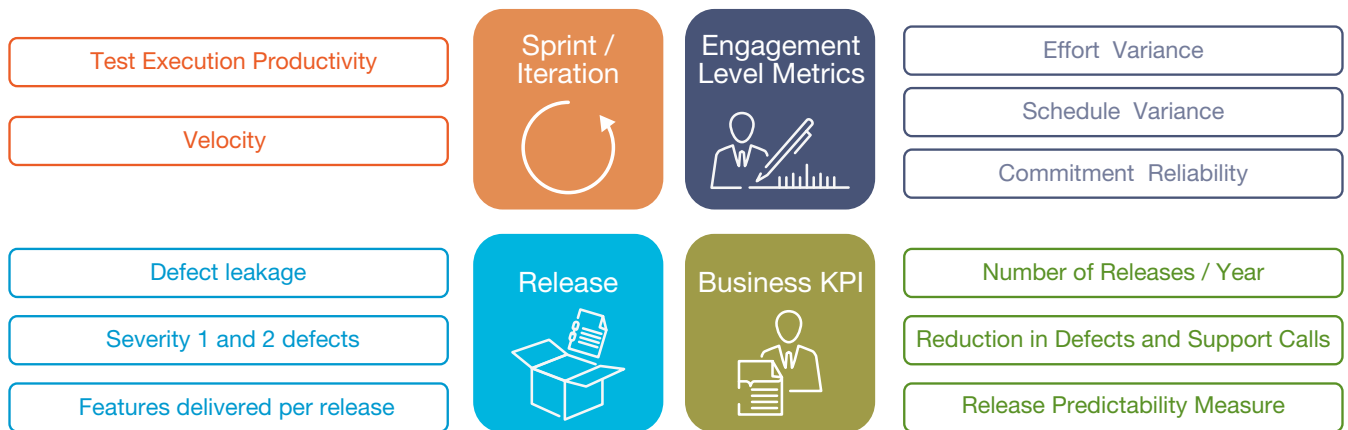 Test Execution Productivity
Velocity
Sprint /
Iteration
Engagement
Level Metrics
Effort Variance
Schedule Variance
Commitment Reliability
Defect leakage
Severity 1 and 2 defects
Features delivered per release
Release
Business KPI
Number of Releases / Year
Reduction in Defects and Support Calls
Release Predictability Measure